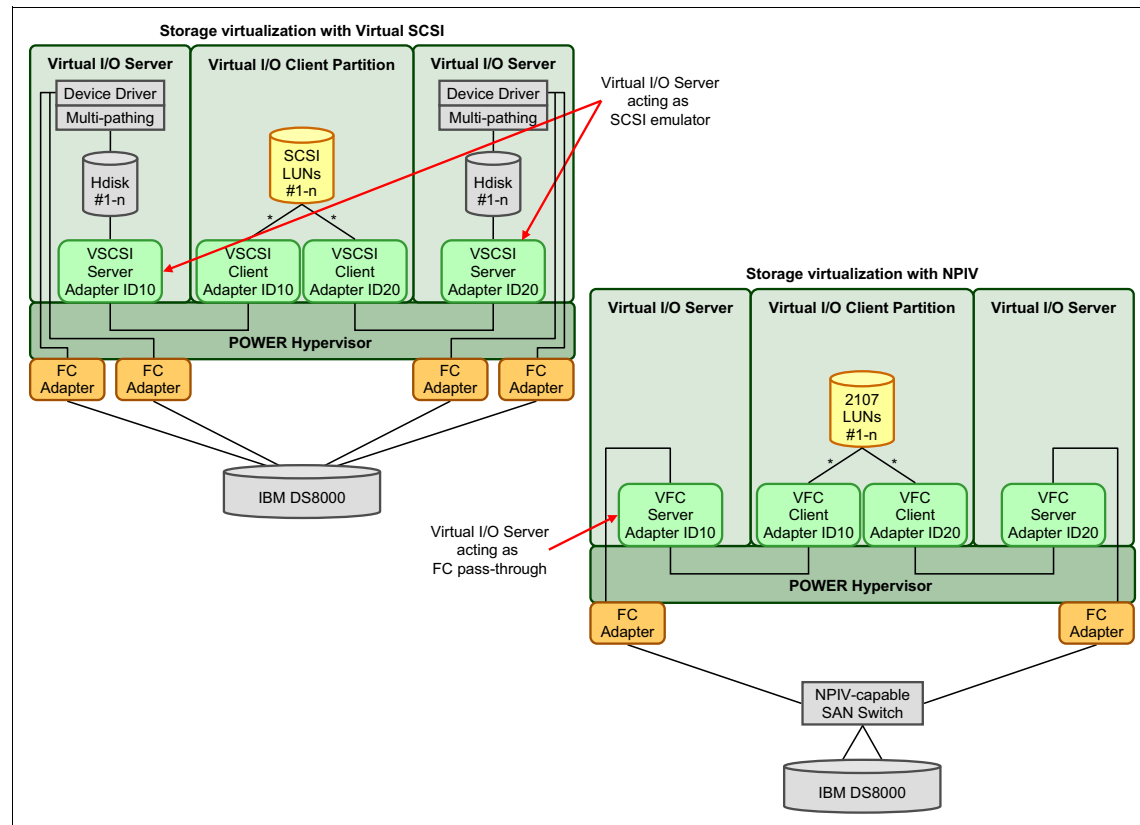 Storage virtualization with Virtual SCSI
Virtual I/O Server
Virtual I/O Client Partition
Virtual I/O Server
Device Driver
Multi-pathing
Hdisk
#1-n
VSCSI
Server
Adapter ID10
SCSI
LUNs
#1-n
*
*
VSCSI
Client
Adapter ID10
VSCSI
Client
Adapter ID20
Device Driver
Multi-pathing
Hdisk
#1-n
VSCSI
Server
Adapter ID20
POWER Hypervisor
FC
Adapter
FC
Adapter
FC
Adapter
FC
Adapter
IBM DS8000
Virtual I/O Server
acting as
SCSI emulator
Storage virtualization with NPIV
Virtual I/O Server
Virtual I/O Client Partition
Virtual I/O Server
2107
LUNs
#1-n
*
*
VFC
Server
Adapter ID10
VFC
Client
Adapter ID10
VFC
Client
Adapter ID20
VFC
Server
Adapter ID20
Virtual I/O Server
acting as
FC pass-through
POWER Hypervisor
FC
Adapter
FC
Adapter
NPIV-capable
SAN Switch
IBM DS8000